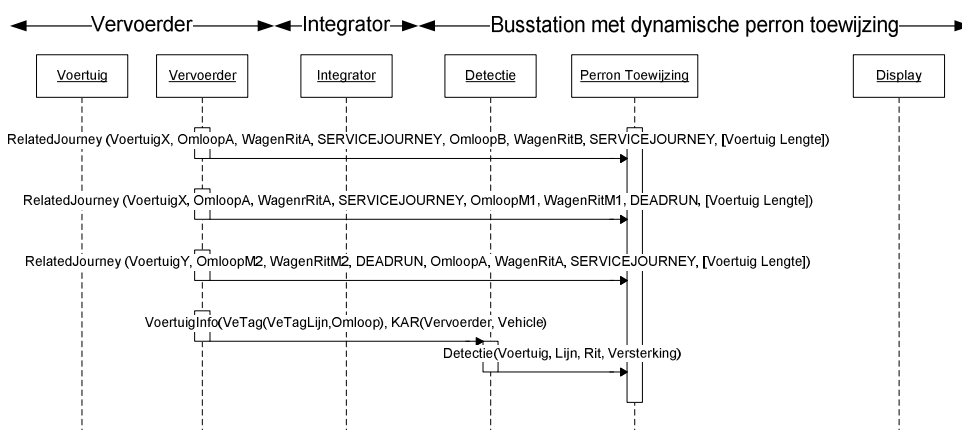 Vervoerder Integrator Busstation met dynamische perron toewijzing
Voertuig Vervoerder Integrator Detectie Perron Toewijzing Display
RelatedJourney (VoertuigX, OmloopA, WagenRitA, SERVICEJOURNEY, OmloopB, WagenRitB, SERVICEJOURNEY, [Voertuig Lengte])
RelatedJourney (VoertuigX, OmloopA, WagenrRitA, SERVICEJOURNEY, OmloopM1, WagenRitM1, DEADRUN, [Voertuig Lengte])
RelatedJourney (VoertuigY, OmloopM2, WagenRitM2, DEADRUN, OmloopA, WagenRitA, SERVICEJOURNEY, [Voertuig Lengte])
VoertuigInfo(VeTag(VeTagLijn,Omloop), KAR(Vervoerder, Vehicle)
Detectie(Voertuig, Lijn, Rit, Versterking)